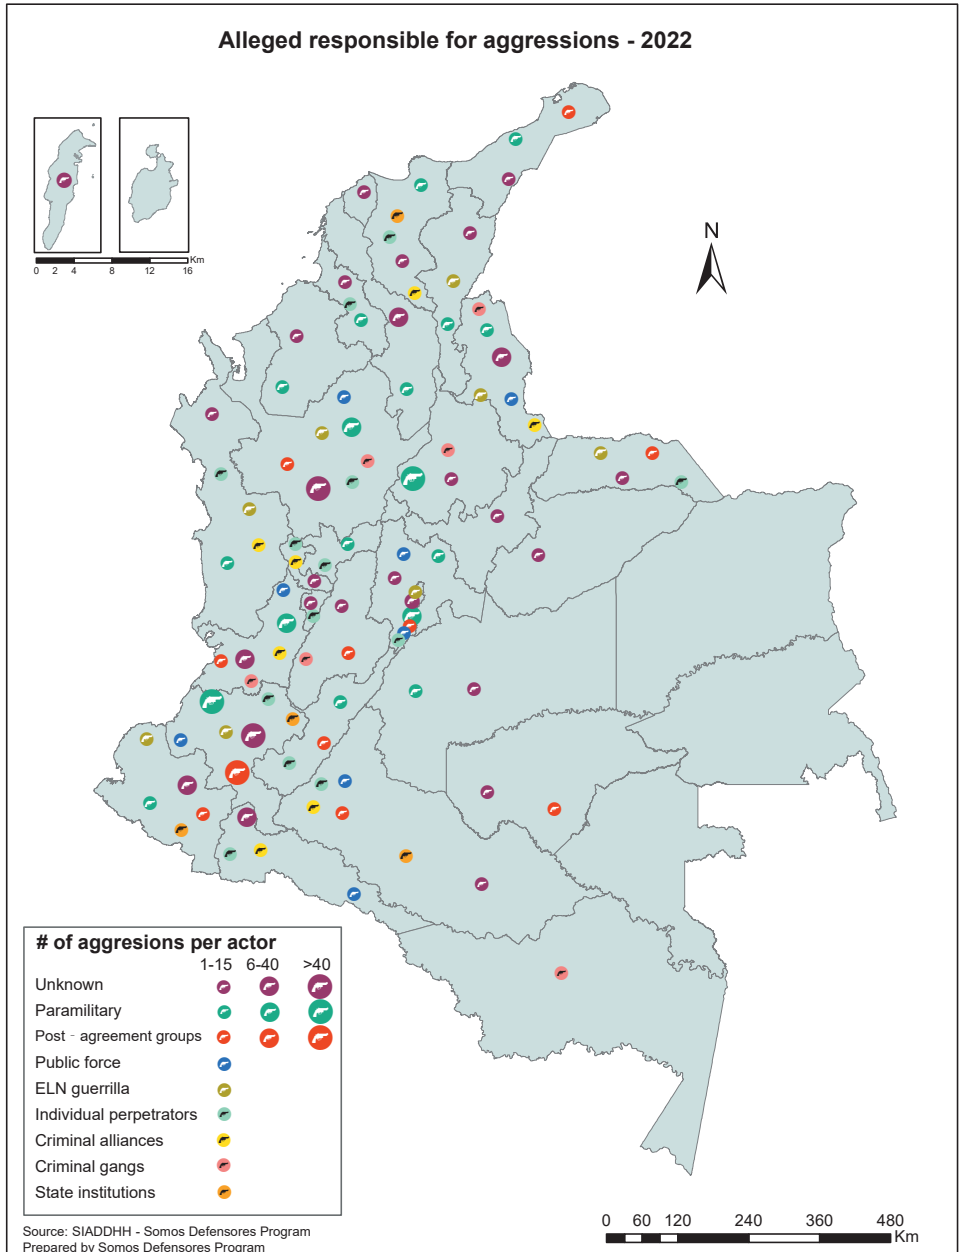 Alleged responsible for aggressions - 2022
Km
0 2 4 8 12 16
N
# of aggresions per actor
1-15 6-40 >40
Unknown
Paramilitary
Post - agreement groups
Public force
ELN guerrilla
Individual perpetrators
Criminal alliances
Criminal gangs
State institutions
Source: SIADDHH - Somos Defensores Program
Prepared by Somos Defensores Program
0 60 120 240 360 480
Km